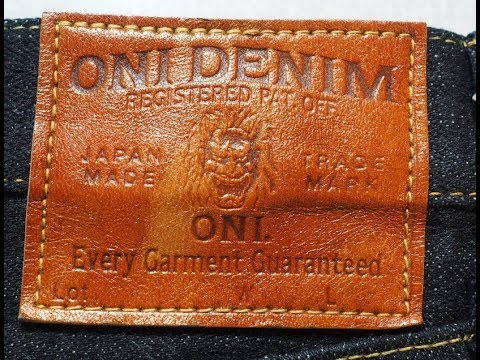 ONI DENIM
REGISTERED PAT. OFF.
JAPAN TRADE
MADE MARK
ONI.
Every Garment Guaranteed
Lot W L